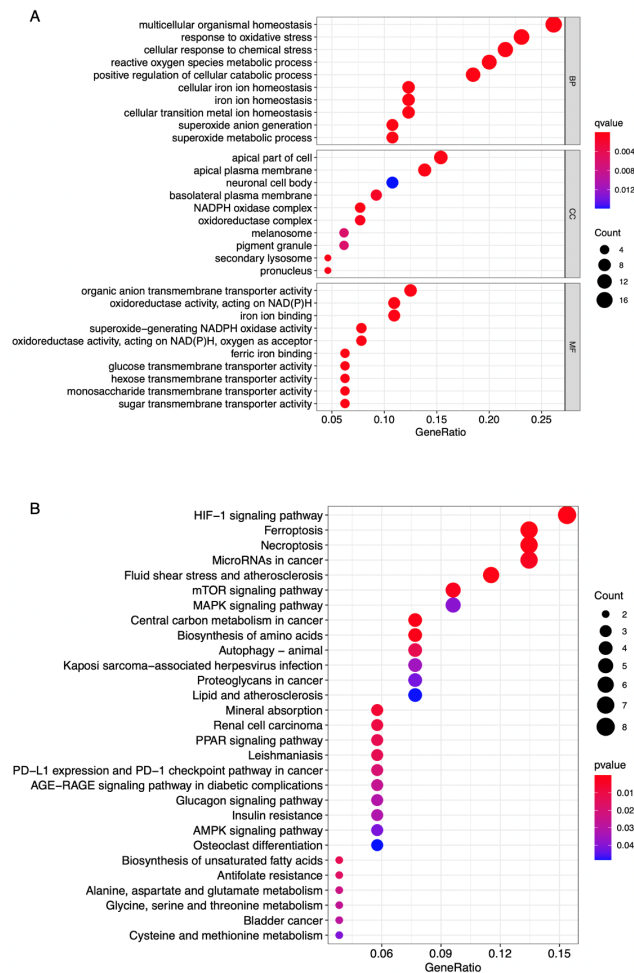 A
multicellular organismal homeostasis
response to oxidative stress
cellular response to chemical stress
reactive oxygen species metabolic process
positive regulation of cellular catabolic process
cellular iron ion homeostasis
iron ion homeostasis
cellular transition metal ion homeostasis
superoxide anion generation
superoxide metabolic process
BP
apical part of cell
apical plasma membrane
neuronal cell body
basolateral plasma membrane
NADPH oxidase complex
oxidoreductase complex
melanosome
pigment granule
secondary lysosome
pronucleus
CC
organic anion transmembrane transporter activity
oxidoreductase activity, acting on NAD(P)H
iron ion binding
superoxide−generating NADPH oxidase activity
oxidoreductase activity, acting on NAD(P)H, oxygen as acceptor
ferric iron binding
glucose transmembrane transporter activity
hexose transmembrane transporter activity
monosaccharide transmembrane transporter activity
sugar transmembrane transporter activity
MF
0.05 0.10 0.15 0.20 0.25
GeneRatio
qvalue
0.004
0.008
0.012
Count
4
8
12
16
B
HIF−1 signaling pathway
Ferroptosis
Necroptosis
MicroRNAs in cancer
Fluid shear stress and atherosclerosis
mTOR signaling pathway
MAPK signaling pathway
Central carbon metabolism in cancer
Biosynthesis of amino acids
Autophagy − animal
Kaposi sarcoma−associated herpesvirus infection
Proteoglycans in cancer
Lipid and atherosclerosis
Mineral absorption
Renal cell carcinoma
PPAR signaling pathway
Leishmaniasis
PD−L1 expression and PD−1 checkpoint pathway in cancer
AGE−RAGE signaling pathway in diabetic complications
Glucagon signaling pathway
Insulin resistance
AMPK signaling pathway
Osteoclast differentiation
Biosynthesis of unsaturated fatty acids
Antifolate resistance
Alanine, aspartate and glutamate metabolism
Glycine, serine and threonine metabolism
Bladder cancer
Cysteine and methionine metabolism
0.06 0.09 0.12 0.15
GeneRatio
Count
2
3
4
5
6
7
8
pvalue
0.01
0.02
0.03
0.04